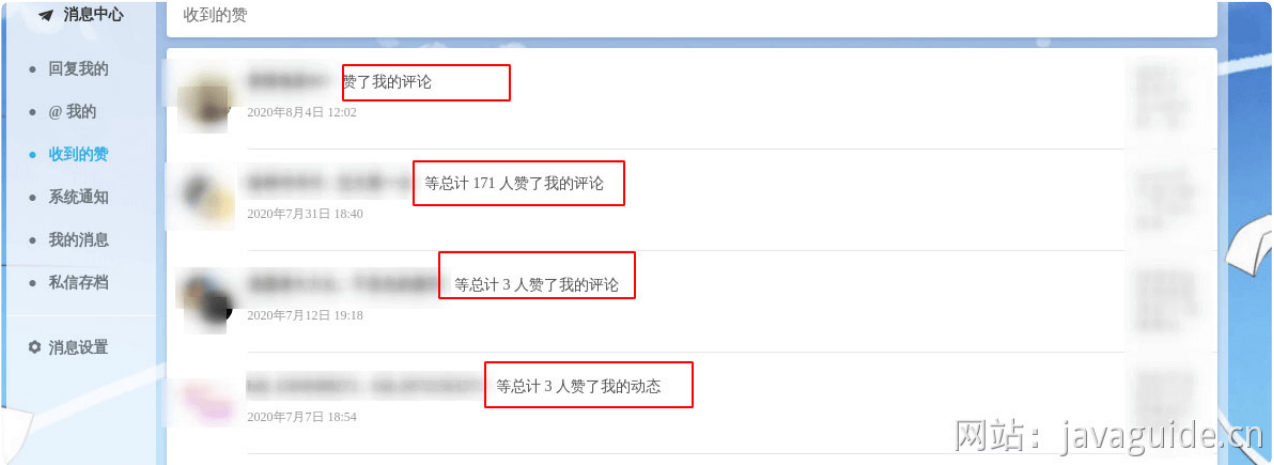 消息中心
收到的赞
回复我的
@ 我的
收到的赞
系统通知
我的消息
私信存档
消息设置
赞了我的评论
2020年8月4日 12:02
等总计 171 人赞了我的评论
2020年7月31日 18:40
等总计 3 人赞了我的评论
2020年7月12日 19:18
等总计 3 人赞了我的动态
2020年7月7日 18:54
网站：javaguide.cn